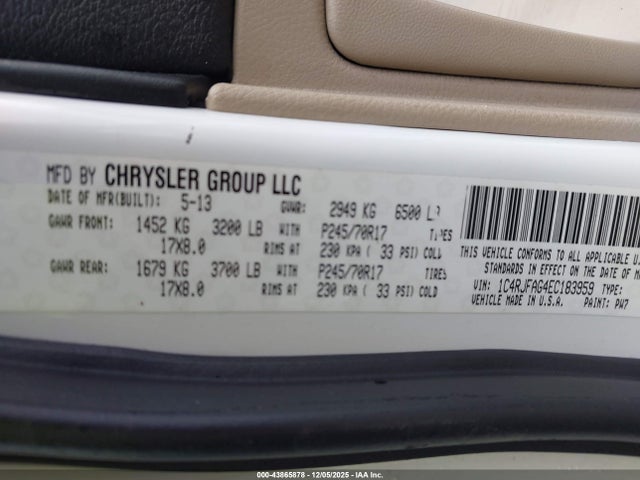 MFD BY CHRYSLER GROUP LLC
DATE OF MFR(BUILT): 5-13 GVWR: 2949 KG 6500 LB
GAWR FRONT: 1452 KG 3200 LB WITH P245/70R17 TIRES
17X8.0 RIMS AT 230 KPA ( 33 PSI) COLD
GAWR REAR: 1679 KG 3700 LB WITH P245/70R17 TIRES
17X8.0 RIMS AT 230 KPA ( 33 PSI) COLD
THIS VEHICLE CONFORMS TO ALL APPLICABLE U.
STANDARDS IN EFFECT ON THE DATE OF
VIN: 1C4RJFAG4EC183959 TYPE:
VEHICLE MADE IN U.S.A. PAINT: PW7
000-43865878 - 12/05/2025 - IAA Inc.